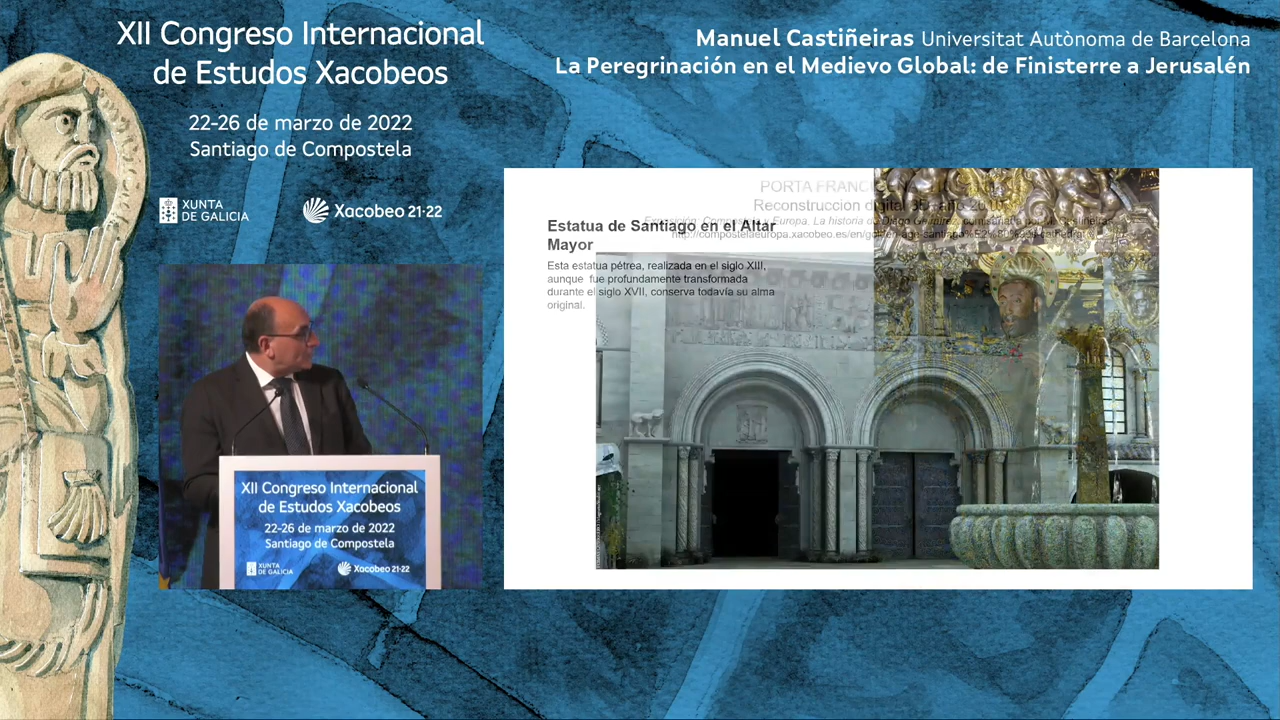 XII Congreso Internacional
de Estudos Xacobeos
22-26 de marzo de 2022
Santiago de Compostela
XUNTA
DE GALICIA
Xacobeo 21·22
Manuel Castiñeiras Universitat Autònoma de Barcelona
La Peregrinación en el Medievo Global: de Finisterre a Jerusalén
Reconstruccion digital 3D
Estatua de Santiago en el Altar
Mayor
Esta estatua pétrea, realizada en el siglo XIII,
aunque fue profundamente transformada
durante el siglo XVII, conserva todavía su alma
original.
XII Congreso Internacional
de Estudos Xacobeos
22-26 de marzo de 2022
Santiago de Compostela
XUNTA
DE GALICIA
Xacobeo 21·22